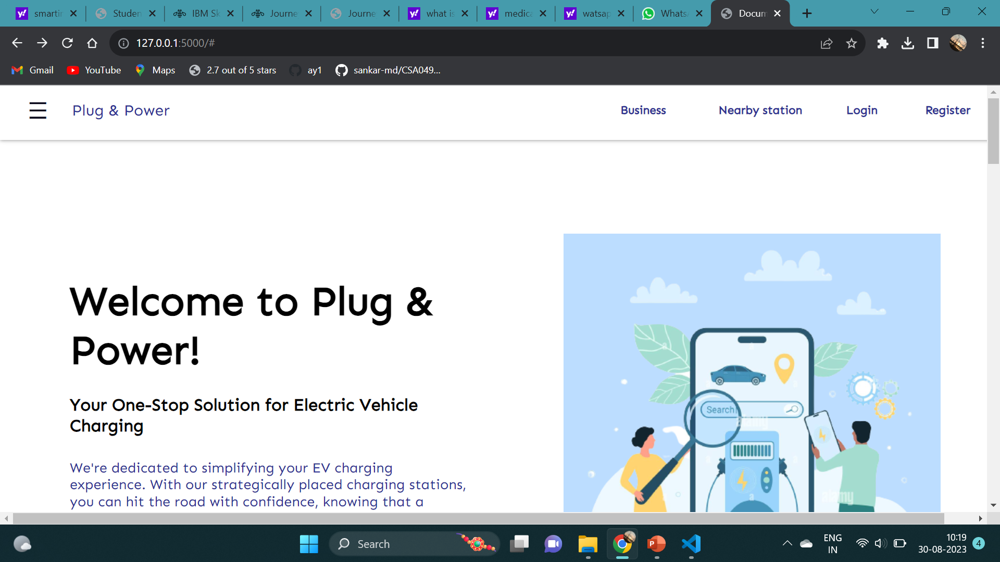 smartin
Studen
IBM Sk
Journe
Journe
what is
medica
watsap
Whats
Docum
127.0.0.1:5000/#
Gmail
YouTube
Maps
2.7 out of 5 stars
ay1
sankar-md/CSA049...
Plug & Power
Business
Nearby station
Login
Register
Welcome to Plug &
Power!
Your One-Stop Solution for Electric Vehicle
Charging
We're dedicated to simplifying your EV charging
experience. With our strategically placed charging stations,
you can hit the road with confidence, knowing that a
Search
alamy
alamy
Search
ENG
IN
10:19
30-08-2023
4